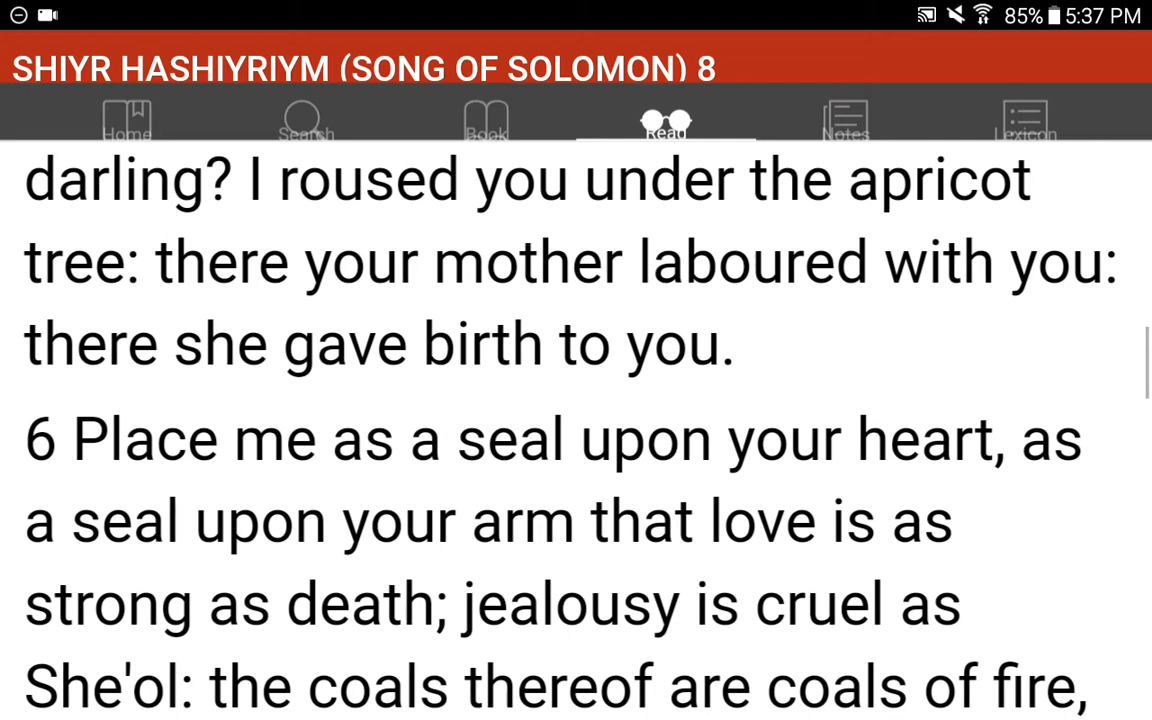 85% 5:37 PM
SHIYR HASHIYRIYM (SONG OF SOLOMON) 8
Home Search Book Read Notes Lexicon
darling? I roused you under the apricot
tree: there your mother laboured with you:
there she gave birth to you.
6 Place me as a seal upon your heart, as
a seal upon your arm that love is as
strong as death; jealousy is cruel as
She'ol: the coals thereof are coals of fire,